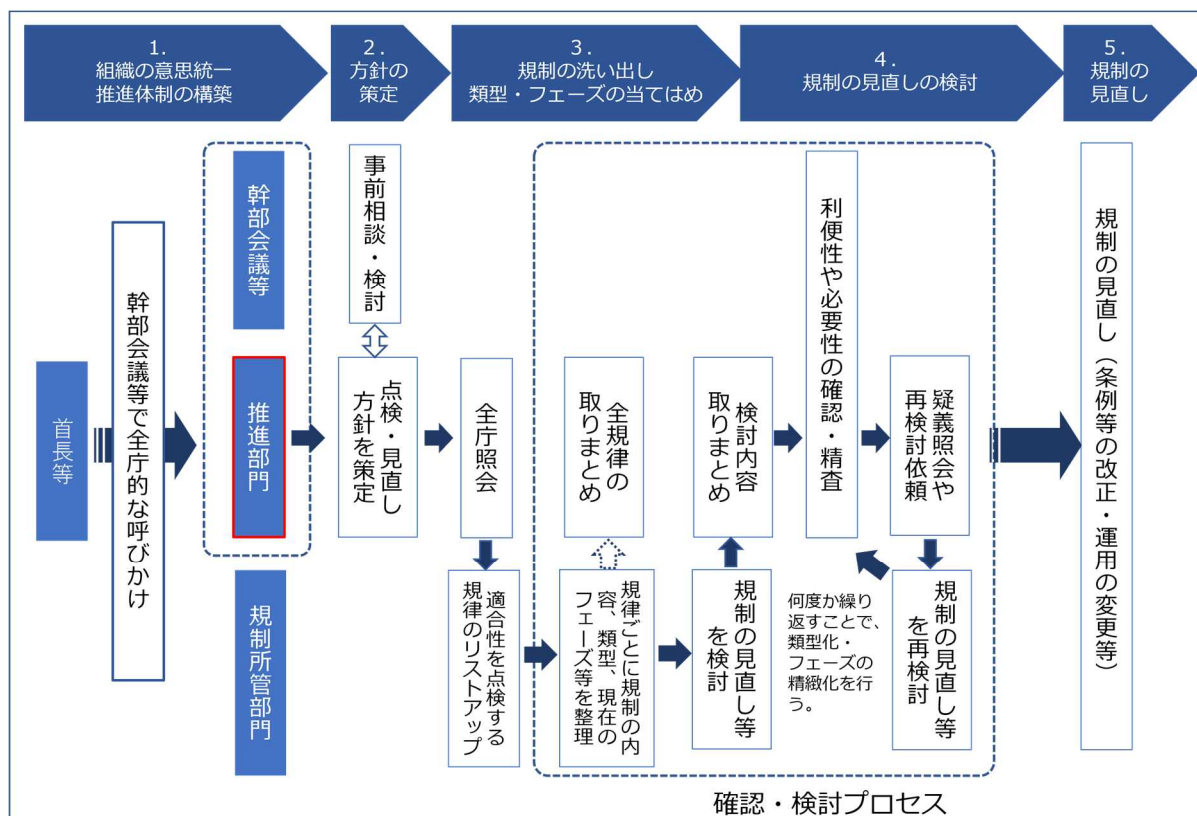 1.
組織の意思統一
推進体制の構築
2.
方針の
策定
3.
規制の洗い出し
類型・フェーズの当てはめ
4.
規制の見直しの検討
5.
規制の
見直し
首長等
幹部会議等で全庁的な呼びかけ
幹部会議等
推進部門
規制所管部門
事前相談・検討
点検・見直し
方針を策定
全庁照会
適合性を点検する
規律のリストアップ
全規律の
取りまとめ
規律ごとに規制の内
容、類型、現在の
フェーズ等を整理
検討内容
取りまとめ
規制の見直し等
を検討
利便性や必要性の確認・精査
疑義照会や
再検討依頼
何度か繰り
返すことで、
類型化・
フェーズの
精緻化を行
う。
規制の見直し等
を再検討
規制の見直し（条例等の改正・運用の変更等）
確認・検討プロセス